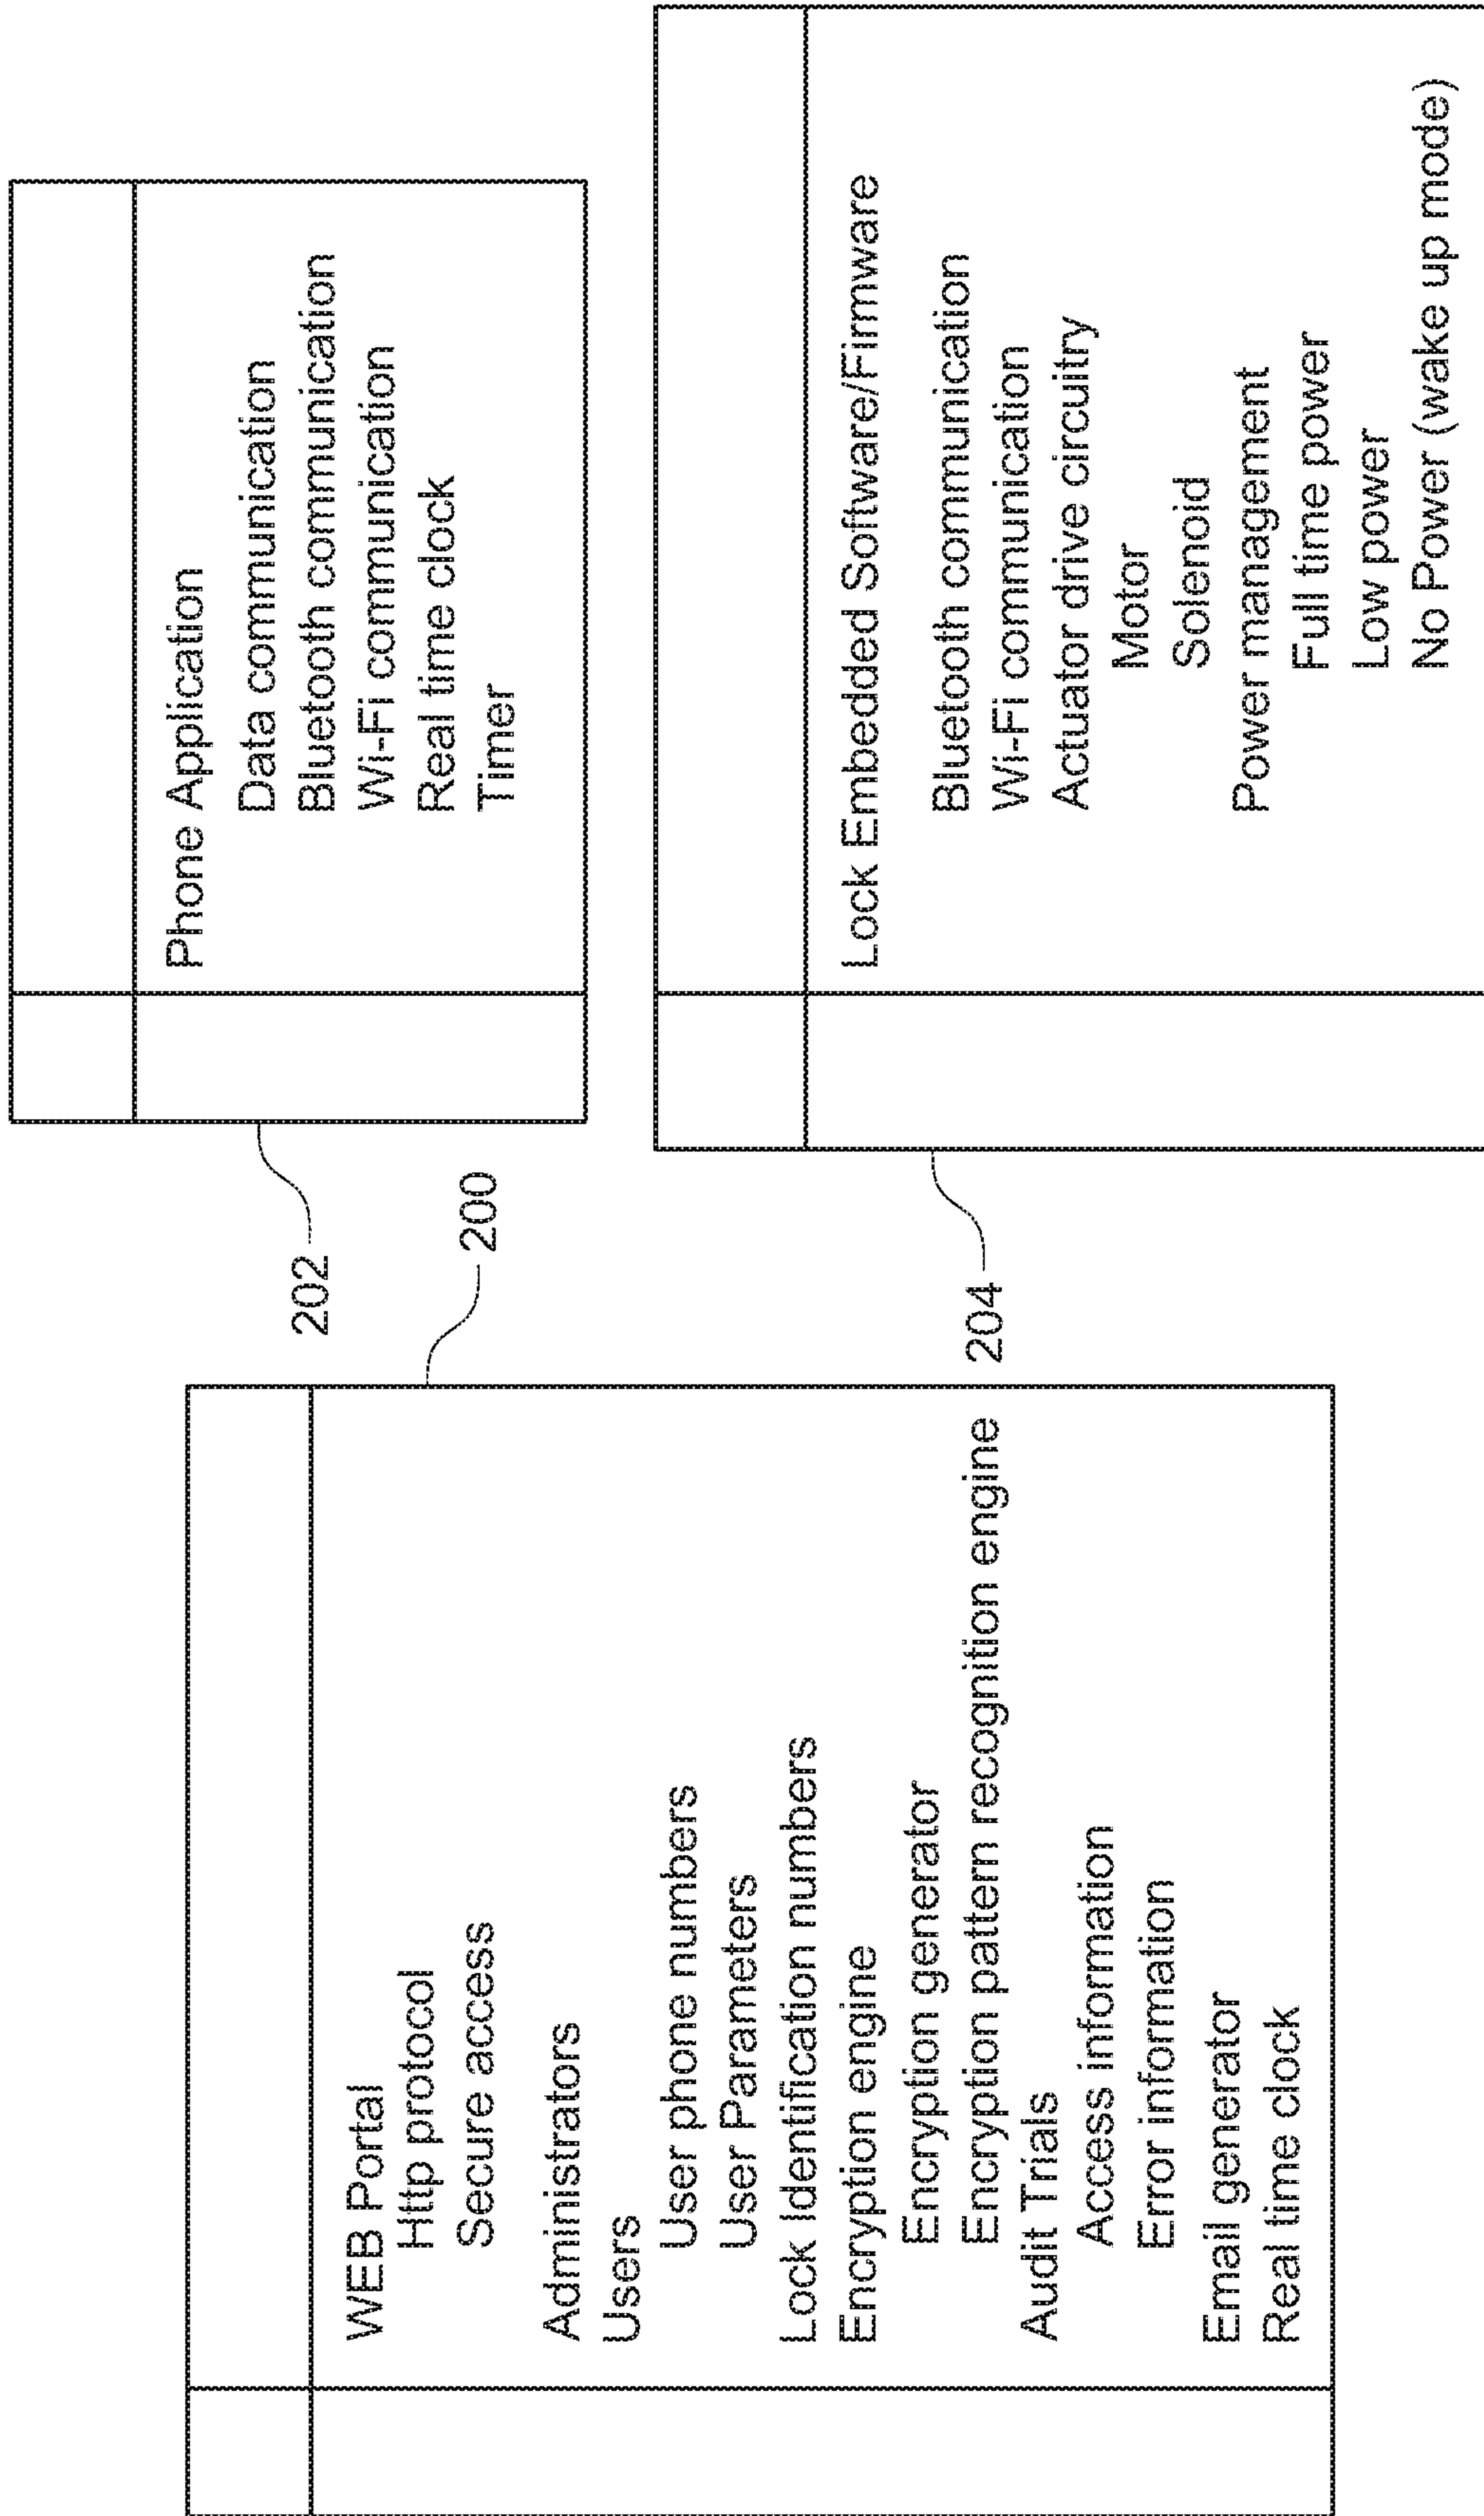 WEB Portal
Http protocol
Secure access
Administrators
Users
User phone numbers
User Parameters
Lock Identification numbers
Encryption engine
Encryption generator
Encryption pattern recognition engine
Audit Trials
Access information
Error information
Email generator
Real time clock
200
202
Phone Application
Data communication
Bluetooth communication
Wi-Fi communication
Real time clock
Timer
204
Lock Embedded Software/Firmware
Bluetooth communication
Wi-Fi communication
Actuator drive circuitry
Motor
Solenoid
Power management
Full time power
Low power
No Power (wake up mode)